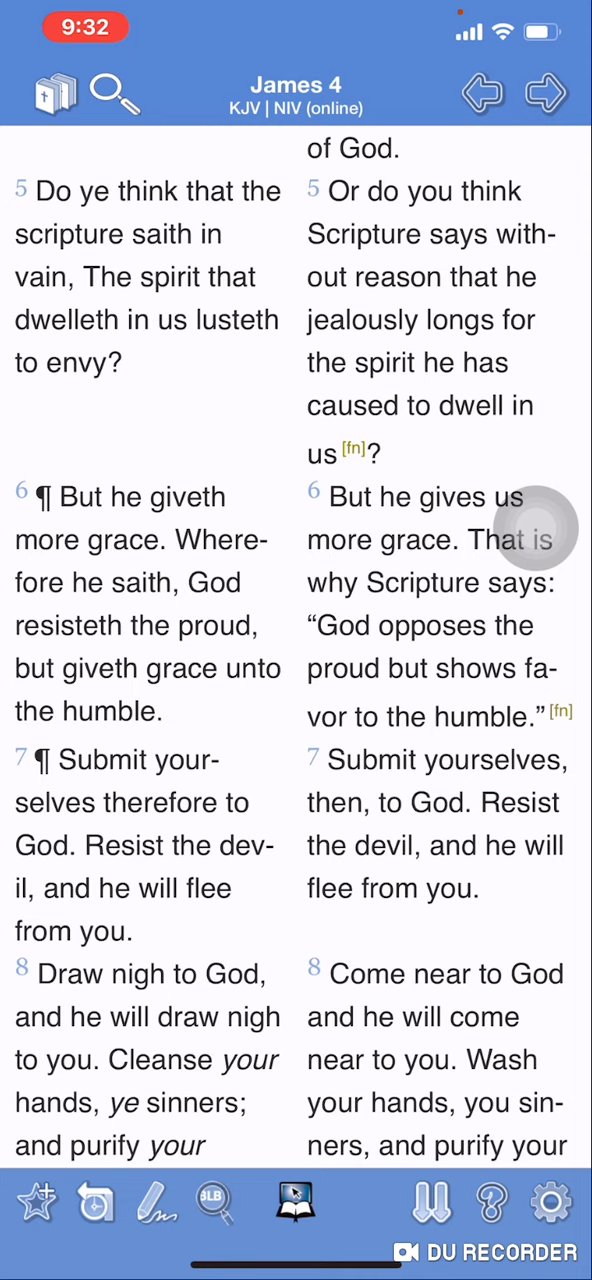 9:32
James 4
KJV | NIV (online)
5 Do ye think that the
scripture saith in
vain, The spirit that
dwelleth in us lusteth
to envy?
6 ¶ But he giveth
more grace. Where-
fore he saith, God
resisteth the proud,
but giveth grace unto
the humble.
7 ¶ Submit your-
selves therefore to
God. Resist the dev-
il, and he will flee
from you.
8 Draw nigh to God,
and he will draw nigh
to you. Cleanse your
hands, ye sinners;
and purify your
of God.
5 Or do you think
Scripture says with-
out reason that he
jealously longs for
the spirit he has
caused to dwell in
us [fn]?
6 But he gives us
more grace. That is
why Scripture says:
“God opposes the
proud but shows fa-
vor to the humble.” [fn]
7 Submit yourselves,
then, to God. Resist
the devil, and he will
flee from you.
8 Come near to God
and he will come
near to you. Wash
your hands, you sin-
ners, and purify your
BLB
DU RECORDER